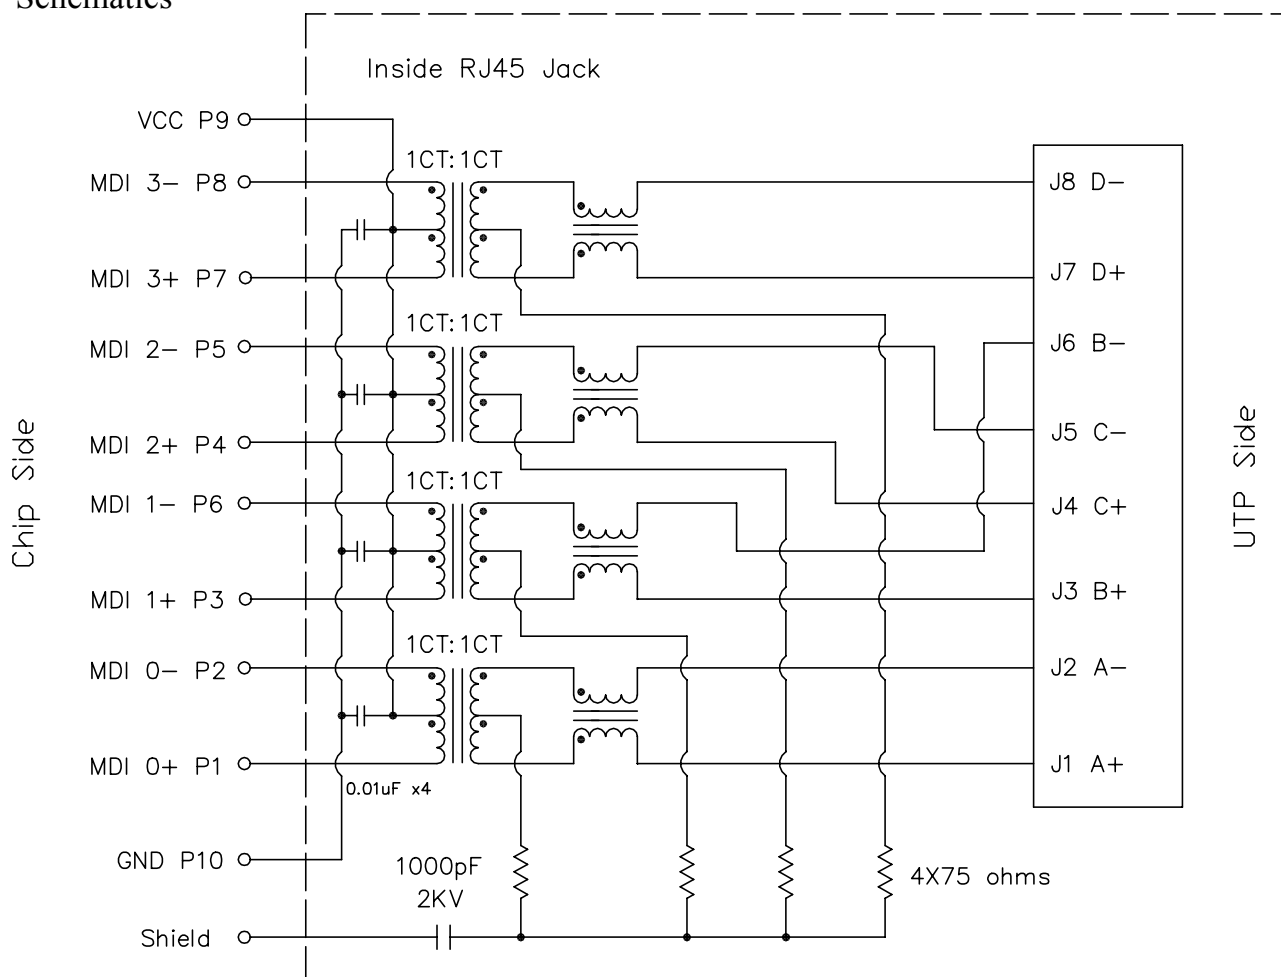 Schematics
Inside RJ45 Jack
VCC P9
1CT:1CT
MDI 3- P8
J8 D-
MDI 3+ P7
J7 D+
1CT:1CT
MDI 2- P5
J6 B-
J5 C-
MDI 2+ P4
1CT:1CT
MDI 1- P6
J4 C+
Chip Side
UTP Side
MDI 1+ P3
J3 B+
1CT:1CT
MDI 0- P2
J2 A-
MDI 0+ P1
J1 A+
0.01uF x4
GND P10
1000pF
2KV
4X75 ohms
Shield